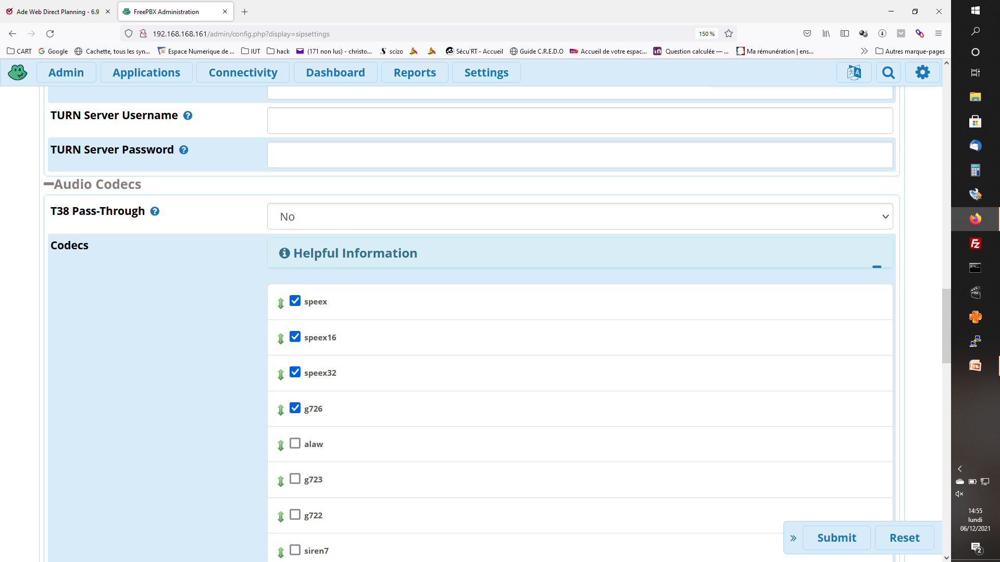 Ade Web Direct Planning - 6.9
FreePBX Administration
192.168.168.161/admin/config.php?display=sipsettings
150 %
CART
Google
Cachette, tous les syn...
Espace Numerique de ...
IUT
hack
(171 non lus) - christo...
scizo
Sécu'RT - Accueil
Guide C.R.E.D.O
Accueil de votre espac...
Question calculée — ...
Ma rémunération | ens...
Autres marque-pages
Admin
Applications
Connectivity
Dashboard
Reports
Settings
TURN Server Username
TURN Server Password
Audio Codecs
T38 Pass-Through
No
Codecs
Helpful Information
speex
speex16
speex32
g726
alaw
g723
g722
siren7
Submit
Reset
14:55
lundi
06/12/2021
2